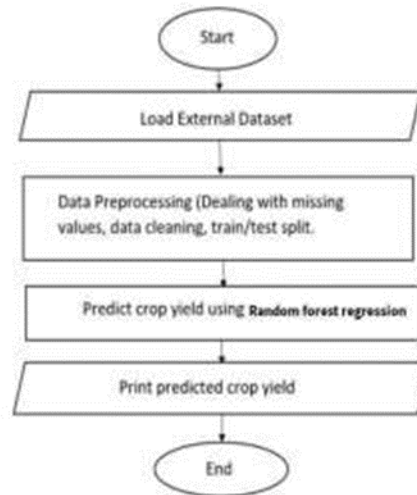 Start
Load External Dataset
Data Preprocessing (Dealing with missing
values, data cleaning, train/test split.
Predict crop yield using Random forest regression
Print predicted crop yield
End